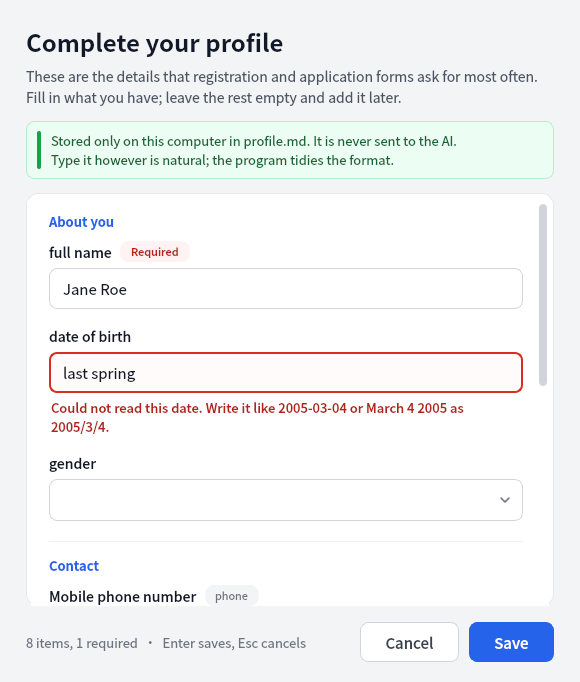 Complete your profile
These are the details that registration and application forms ask for most often.
Fill in what you have; leave the rest empty and add it later.
Stored only on this computer in profile.md. It is never sent to the AI.
Type it however is natural; the program tidies the format.
About you
full name Required
Jane Roe
date of birth
last spring
Could not read this date. Write it like 2005-03-04 or March 4 2005 as
2005/3/4.
gender
Contact
Mobile phone number phone
8 items, 1 required • Enter saves, Esc cancels
Cancel
Save